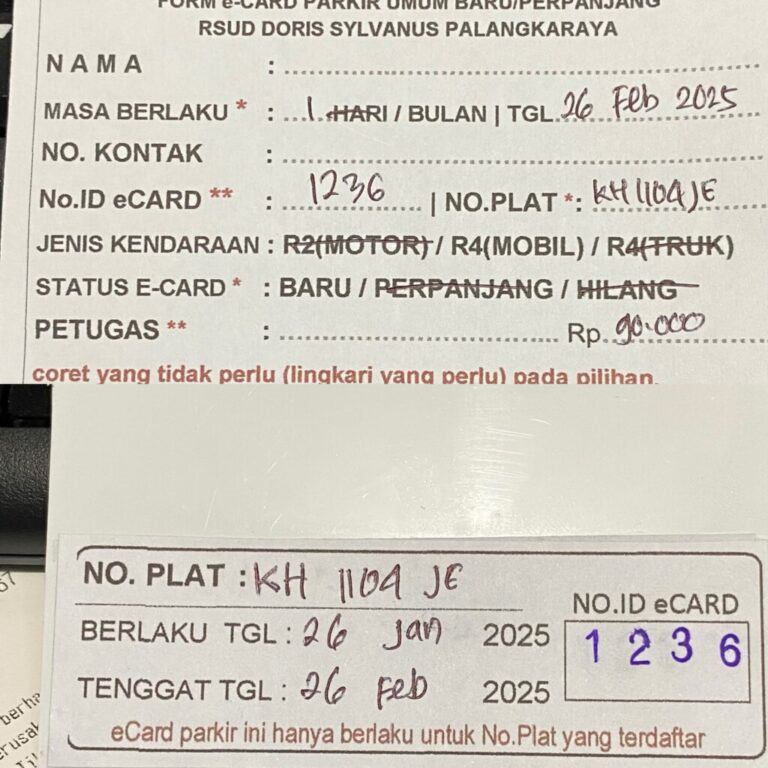 FORM e-CARD PARKIR UMUM BARU/PERPANJANG
RSUD DORIS SYLVANUS PALANGKARAYA
NAMA :
MASA BERLAKU * : 1 HARI / BULAN | TGL. 26 Feb 2025
NO. KONTAK :
No.ID eCARD ** : 1236 | NO.PLAT *: KH 1104 JE
JENIS KENDARAAN : R2(MOTOR) / R4(MOBIL) / R4(TRUK)
STATUS E-CARD * : BARU / PERPANJANG / HILANG
PETUGAS ** : Rp. 90.000
coret yang tidak perlu (lingkari yang perlu) pada pilihan.
NO. PLAT : KH 1104 JE
NO.ID eCARD
BERLAKU TGL : 26 Jan 2025
1 2 3 6
TENGGAT TGL : 26 Feb 2025
eCard parkir ini hanya berlaku untuk No.Plat yang terdaftar